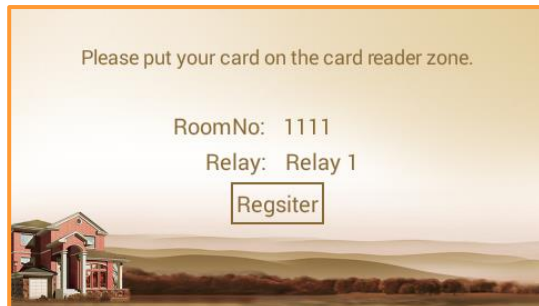 Please put your card on the card reader zone.
RoomNo: 1111
Relay: Relay 1
Regsiter